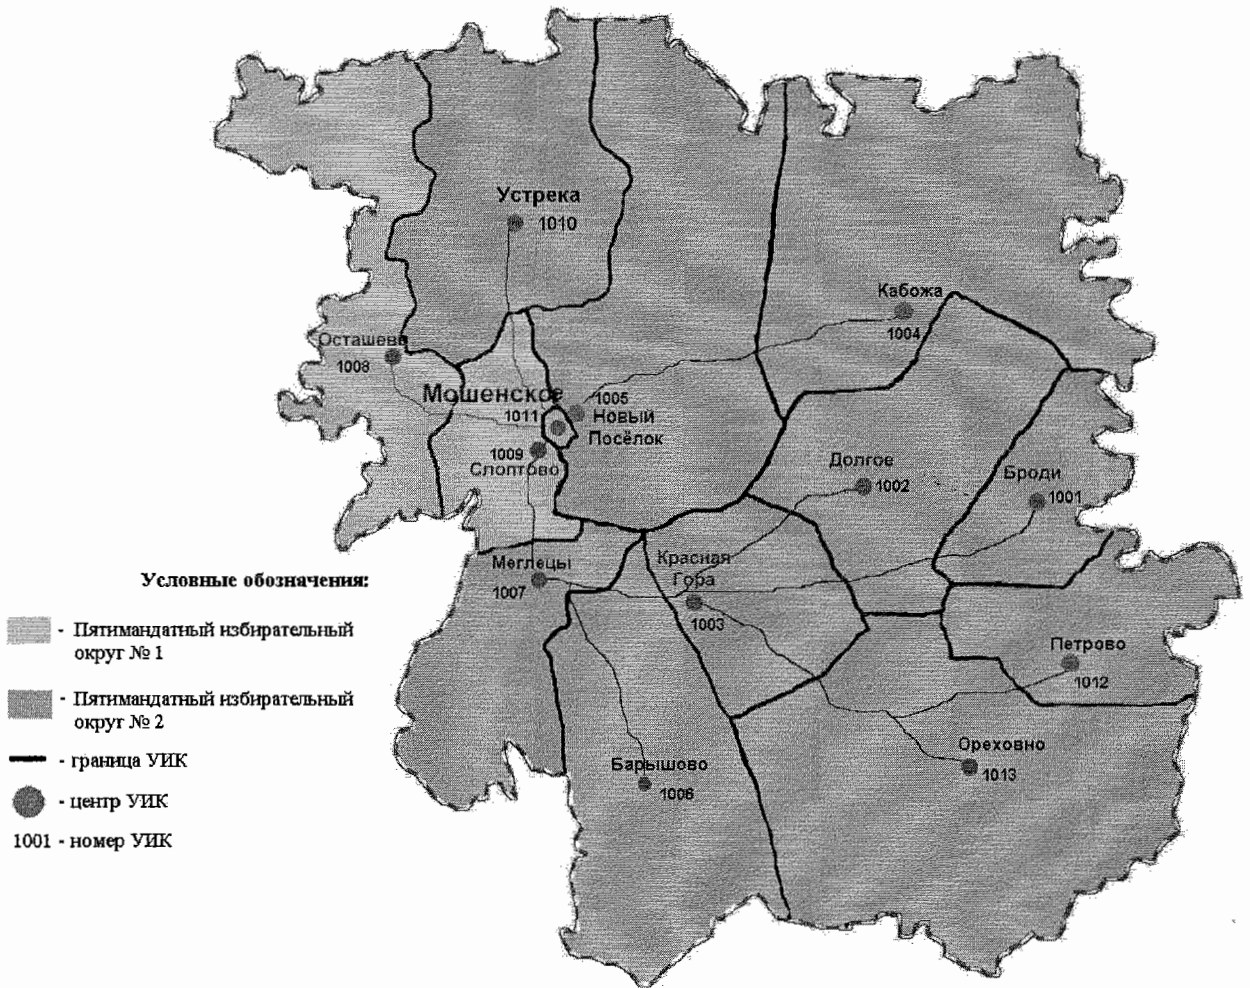 Устрека
1010
Кабожа
1004
Осташево
1008
Мошенское
1011
1005
Новый
Посёлок
1009
Слоптово
Долгое
1002
Броди
1001
Меглецы
1007
Красная
Гора
1003
Петрово
1012
Ореховно
1013
Барышово
1006
Условные обозначения:
- Пятимандатный избирательный
округ № 1
- Пятимандатный избирательный
округ № 2
- граница УИК
- центр УИК
1001 - номер УИК